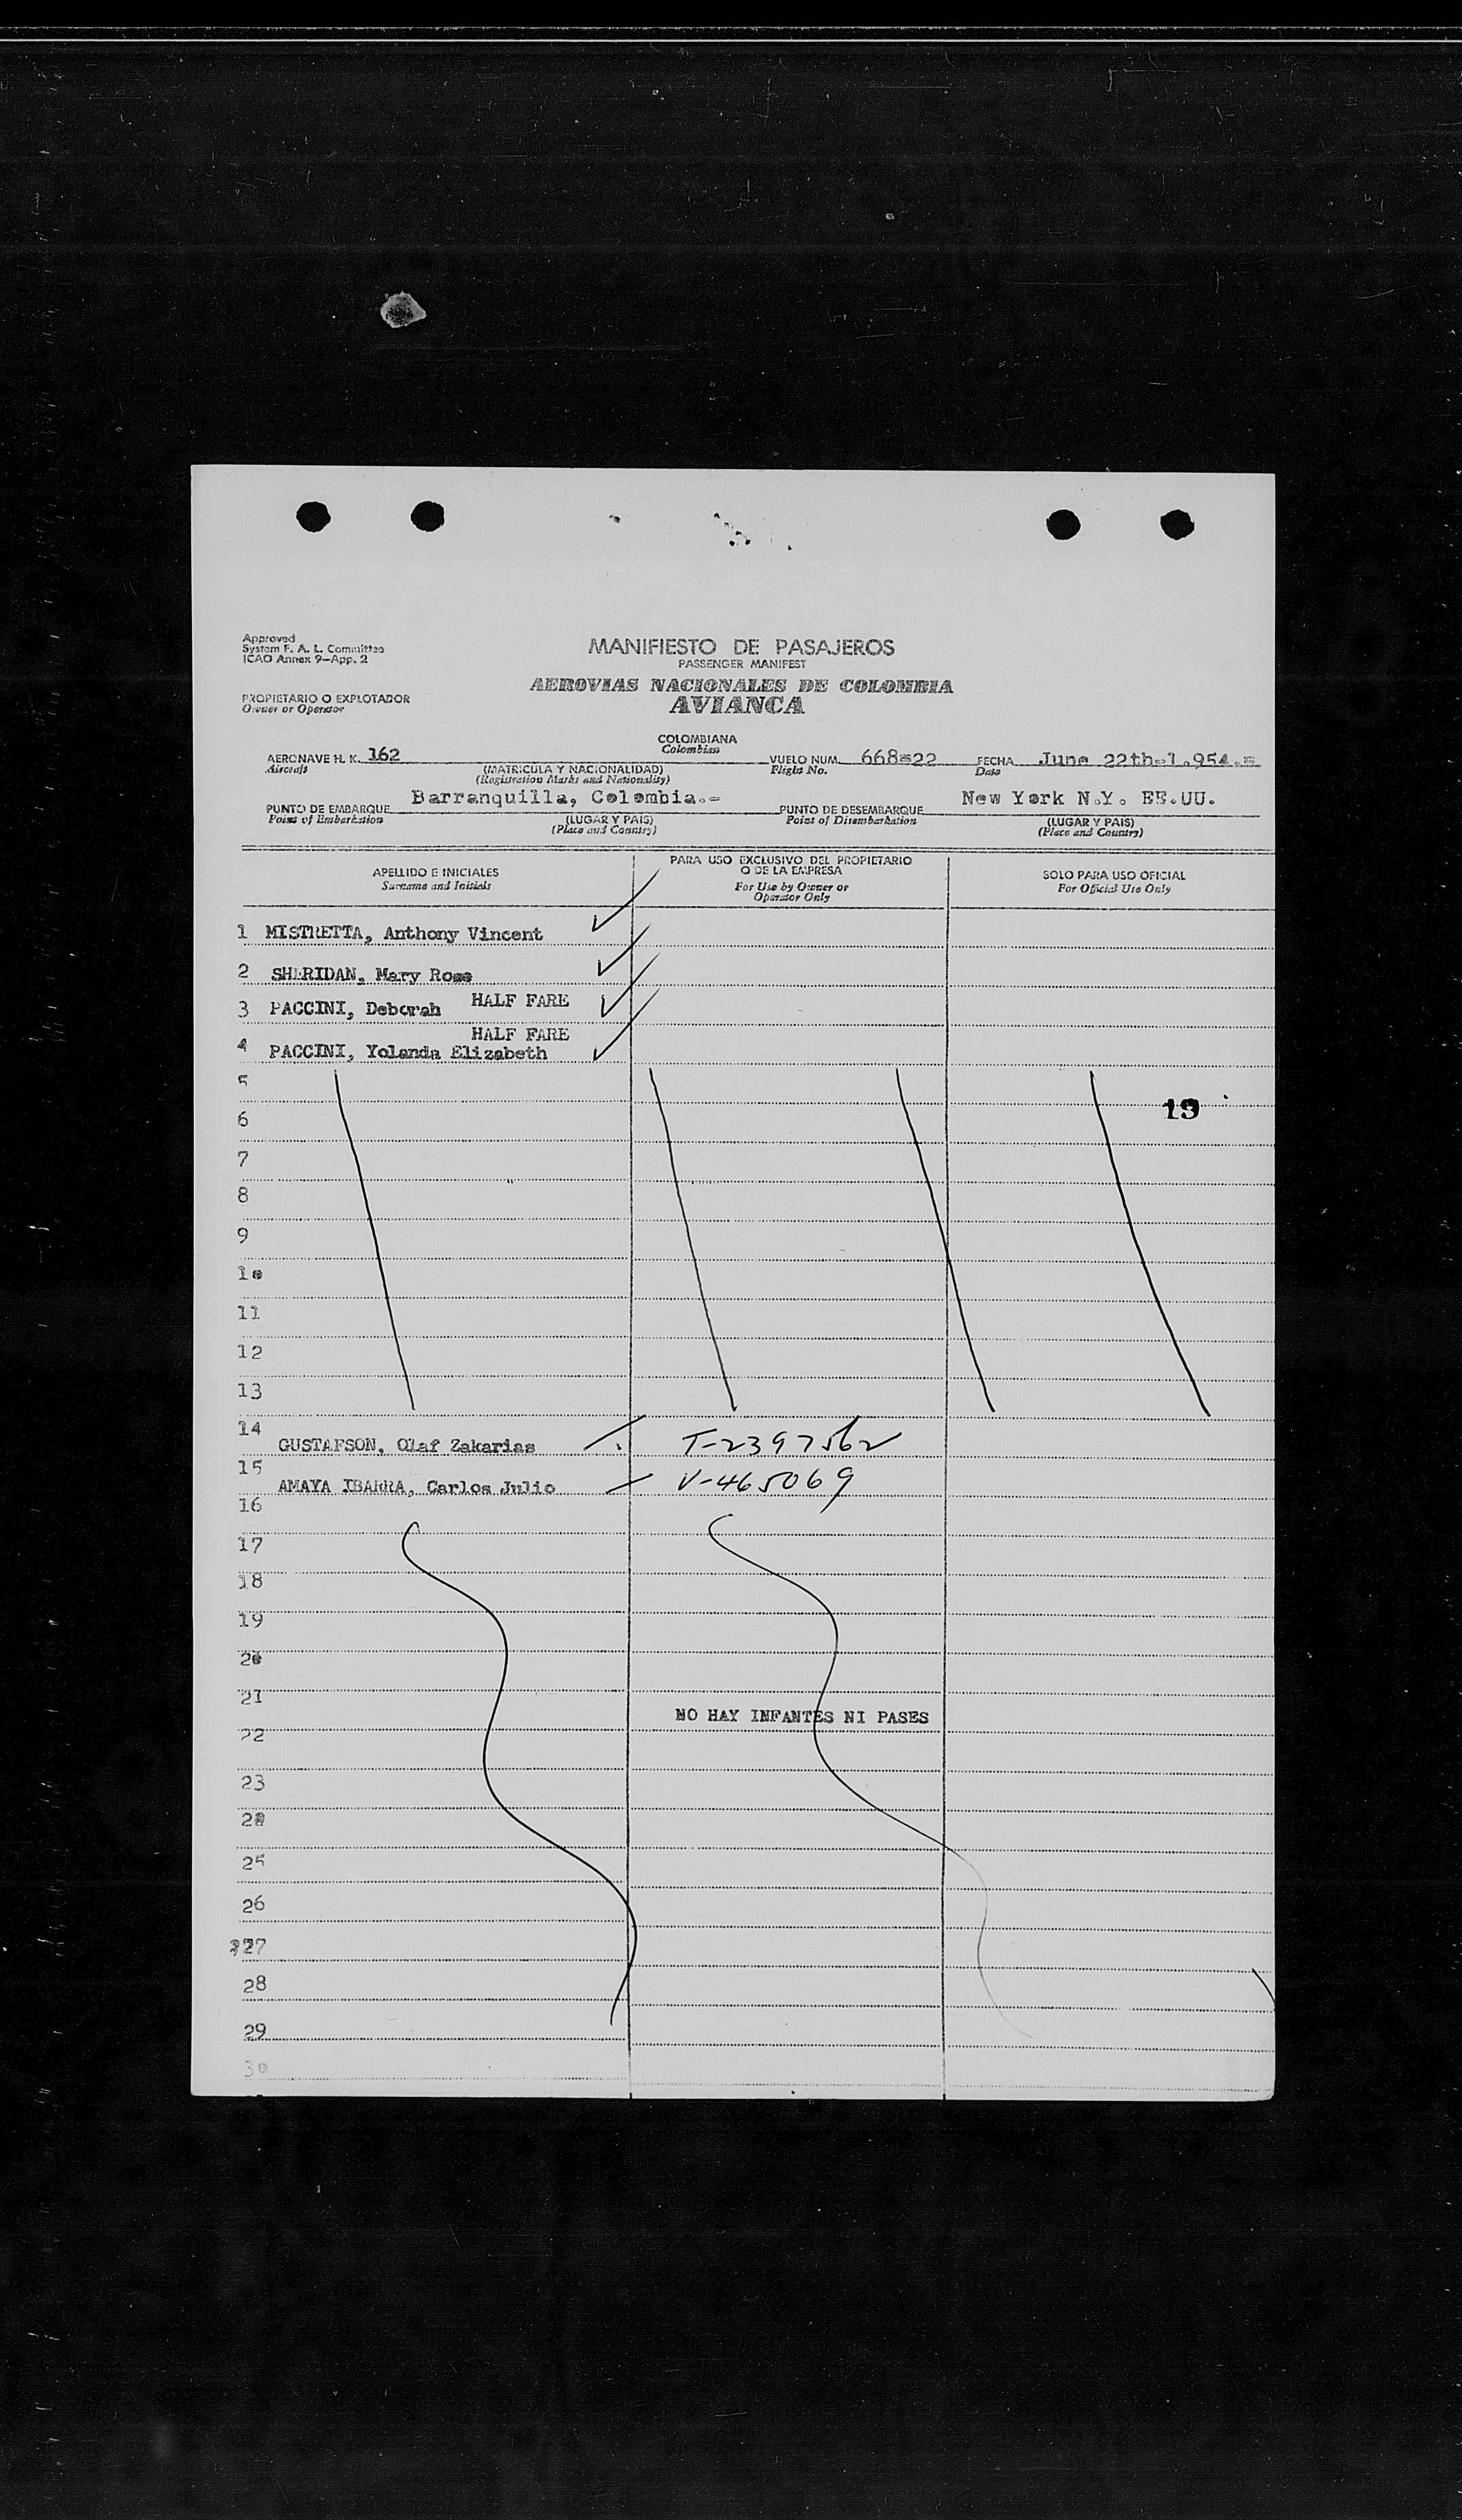 Approved
System F. A. L. Committee
ICAO Annex 9—App. 2
MANIFIESTO DE PASAJEROS
PASSENGER MANIFEST
AEROVIAS NACIONALES DE COLOMBIA
AVIANCA
PROPIETARIO O EXPLOTADOR
Owner or Operator
COLOMBIANA
Colombian
AERONAVE H. K. 162
Aircraft
(MATRICULA Y NACIONALIDAD)
(Registration Marks and Nationality)
VUELO NUM. 668=22
Flight No.
FECHA June 22th-1.954.=
Date
PUNTO DE EMBARQUE Barranquilla, Colombia.-
Point of Embarkation
(LUGAR Y PAIS)
(Place and Country)
PUNTO DE DESEMBARQUE New York N.Y. EE.UU.
Point of Disembarkation
(LUGAR Y PAIS)
(Place and Country)
APELLIDO E INICIALES
Surname and Initials
PARA USO EXCLUSIVO DEL PROPIETARIO
O DE LA EMPRESA
For Use by Owner or
Operator Only
SOLO PARA USO OFICIAL
For Official Use Only
1 MISTRETTA, Anthony Vincent
2 SHERIDAN, Mary Rose
3 PACCINI, Deborah HALF FARE
HALF FARE
4 PACCINI, Yolanda Elizabeth
5
19
6
7
8
9
10
11
12
13
14
GUSTAFSON, Olaf Zakarias T-2397562
15
AMAYA IBARRA, Carlos Julio V-465069
16
17
18
19
20
21
NO HAY INFANTES NI PASES
22
23
24
25
26
27
28
29
30